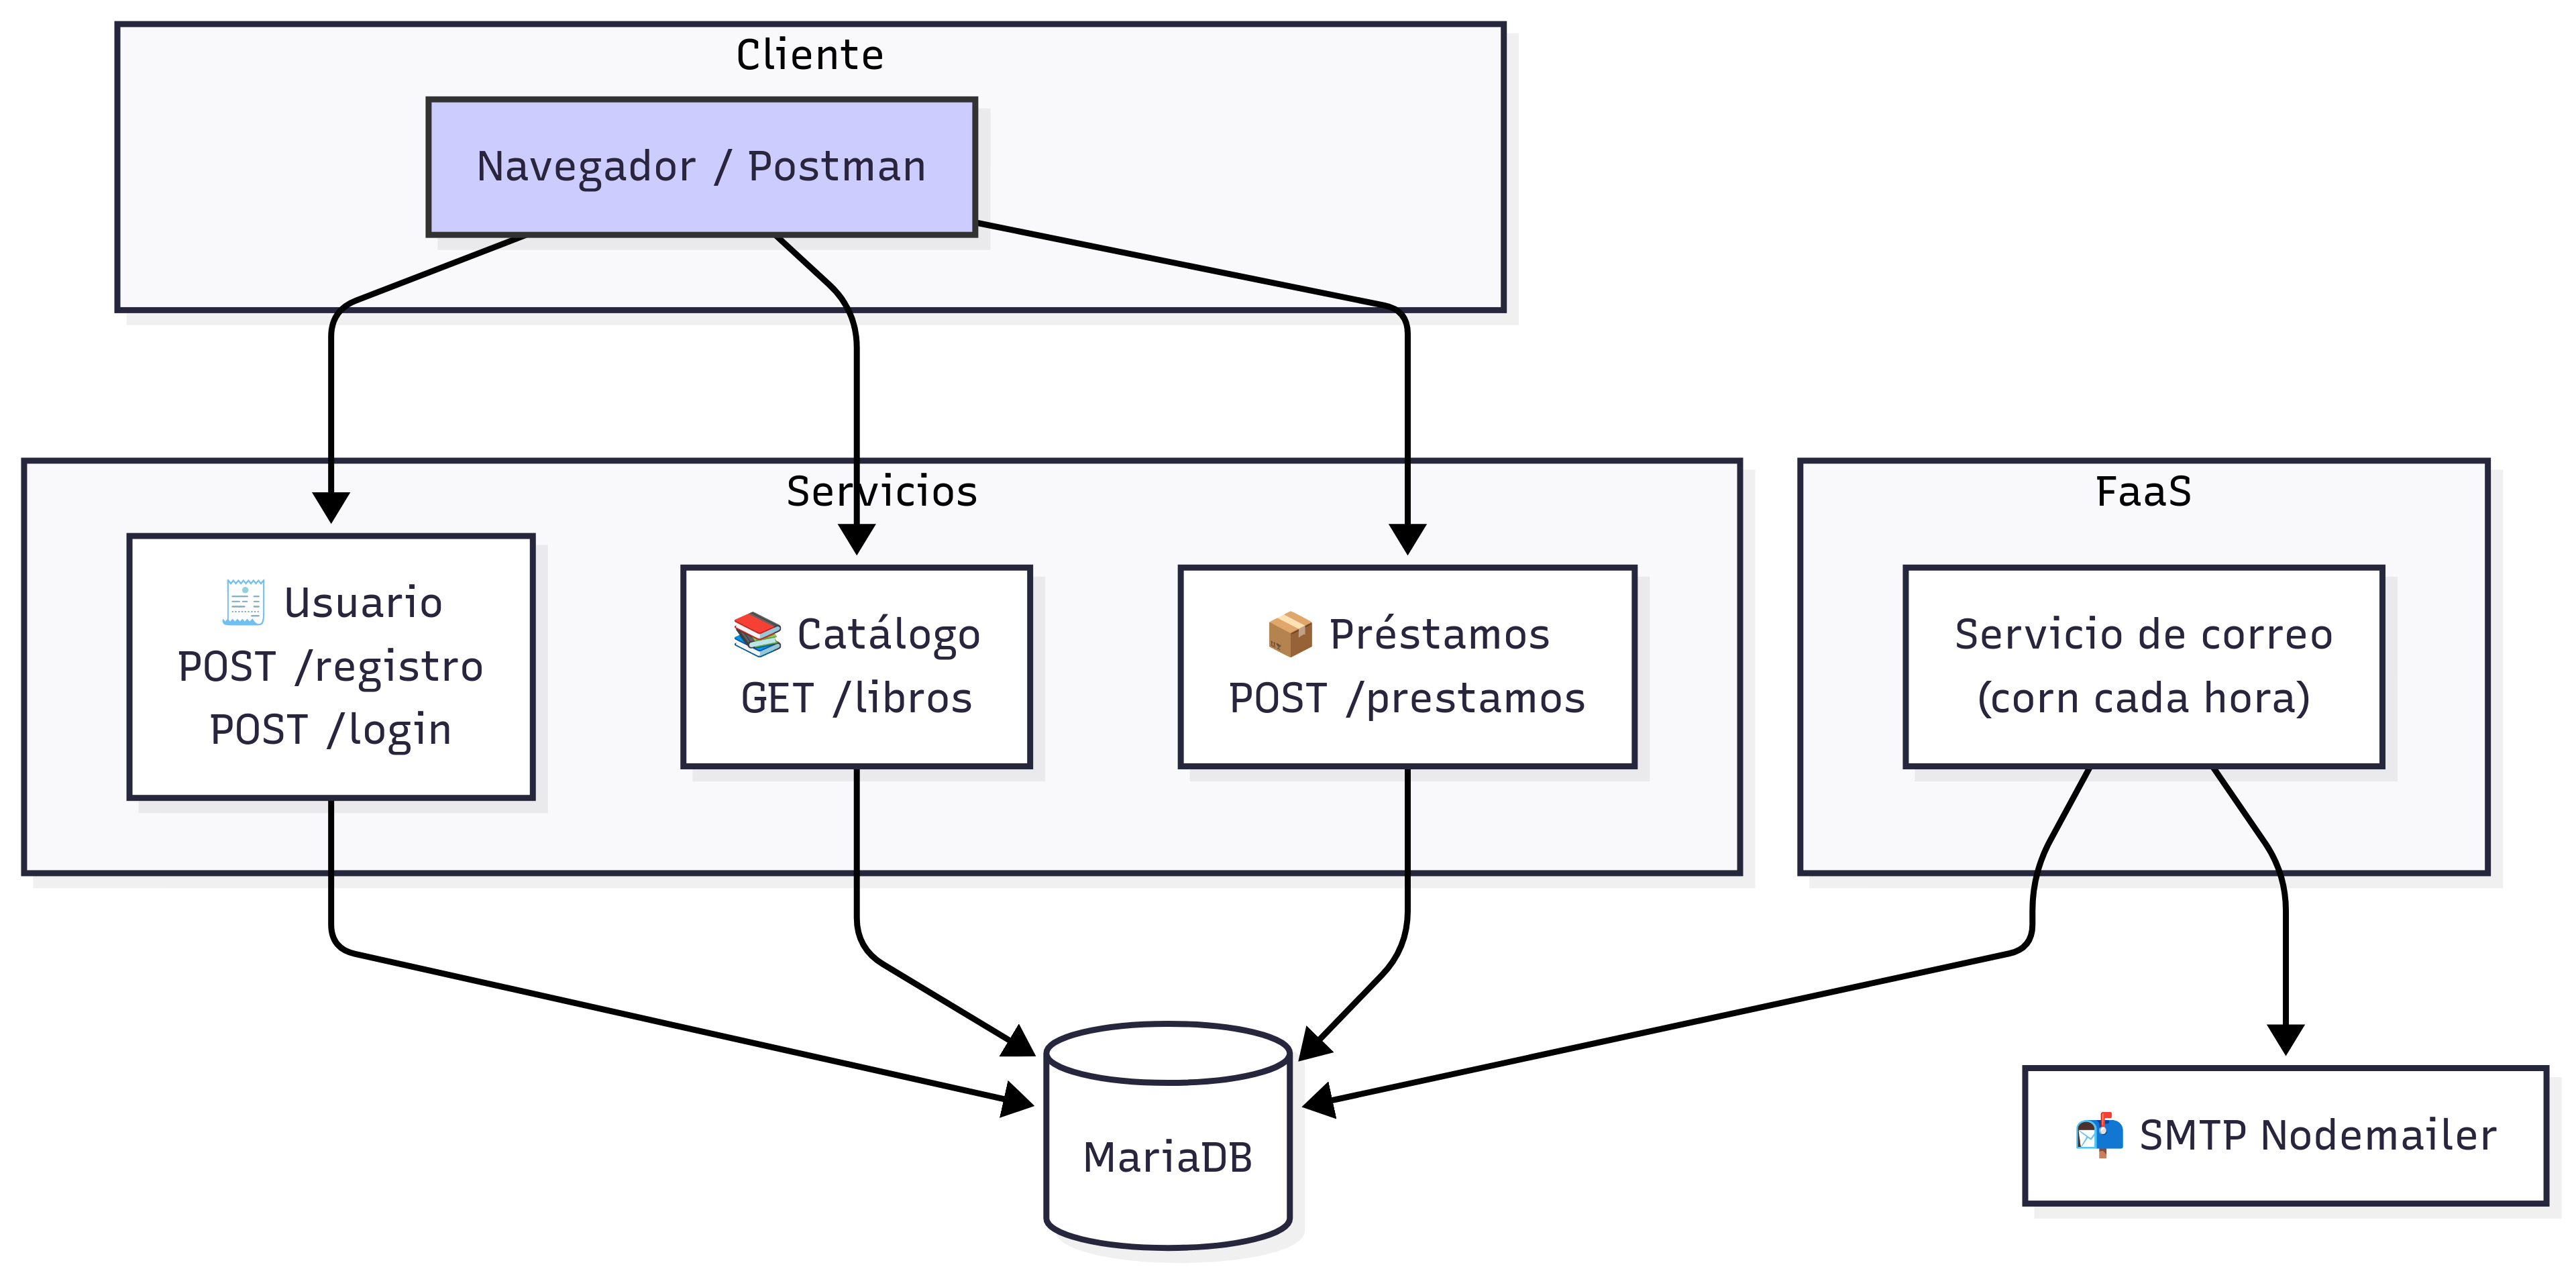 Cliente
Navegador / Postman
Servicios
FaaS
Usuario
POST /registro
POST /login
Catálogo
GET /libros
Préstamos
POST /prestamos
Servicio de correo
(corn cada hora)
MariaDB
SMTP Nodemailer